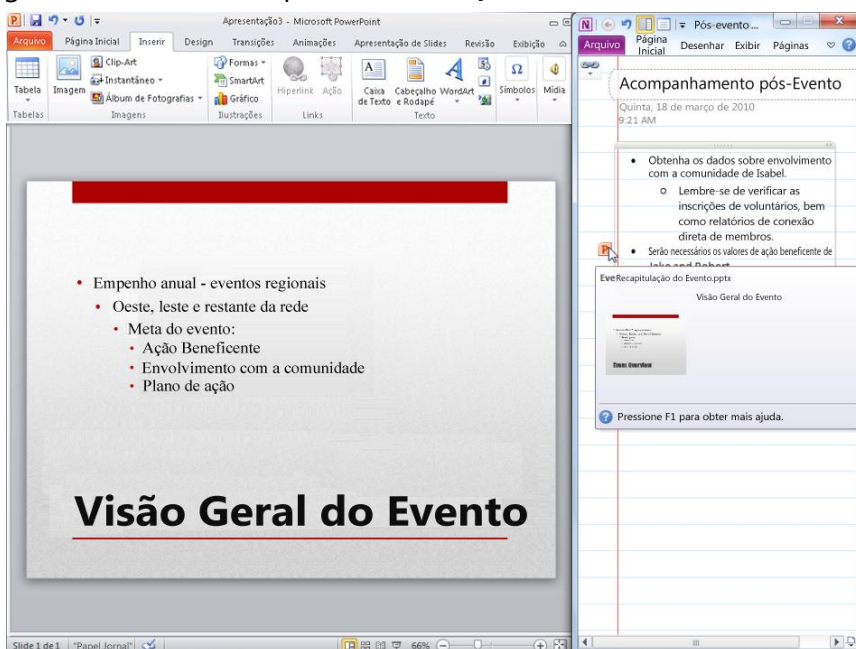 Apresentação3 - Microsoft PowerPoint
Arquivo Página Inicial Inserir Design Transições Animações Apresentação de Slides Revisão Exibição
Clip-Art
Instantâneo
Álbum de Fotografias
Tabela Imagem
Formas
SmartArt
Gráfico
Hiperlink Ação
Caixa de Texto
Cabeçalho e Rodapé
WordArt
Símbolos Mídia
Tabelas Imagens Ilustrações Links Texto
• Empenho anual - eventos regionais
• Oeste, leste e restante da rede
• Meta do evento:
• Ação Beneficente
• Envolvimento com a comunidade
• Plano de ação
Visão Geral do Evento
Slide 1 de 1 "Papel Jornal" 66%
Pós-evento ...
Arquivo Página Inicial Desenhar Exibir Páginas
Acompanhamento pós-Evento
Quinta, 18 de março de 2010
9:21 AM
• Obtenha os dados sobre envolvimento
com a comunidade de Isabel.
o Lembre-se de verificar as
inscrições de voluntários, bem
como relatórios de conexão
direta de membros.
• Serão necessários os valores de ação beneficente de
Jake and Robert
EveRecapitulação do Evento.pptx
Visão Geral do Evento
Event Overview
Pressione F1 para obter mais ajuda.